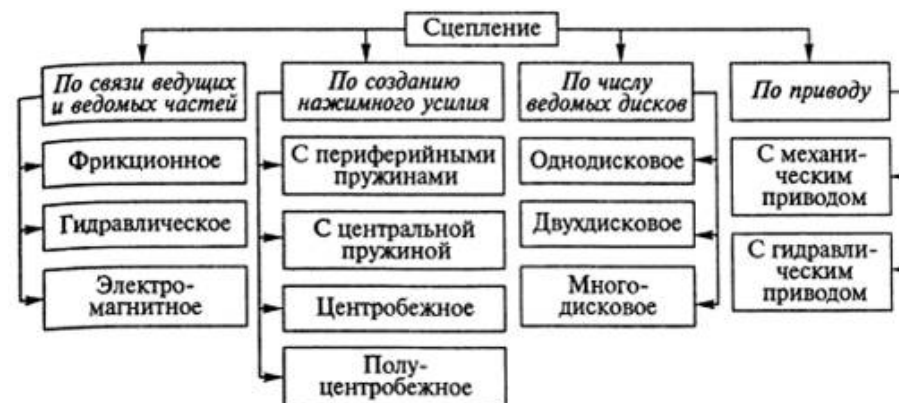 Сцепление
По связи ведущих
и ведомых частей
Фрикционное
Гидравлическое
Электро-
магнитное
По созданию
нажимного усилия
С периферийными
пружинами
С центральной
пружиной
Центробежное
Полу-
центробежное
По числу
ведомых дисков
Однодисковое
Двухдисковое
Много-
дисковое
По приводу
С механи-
ческим
приводом
С гидравли-
ческим
приводом